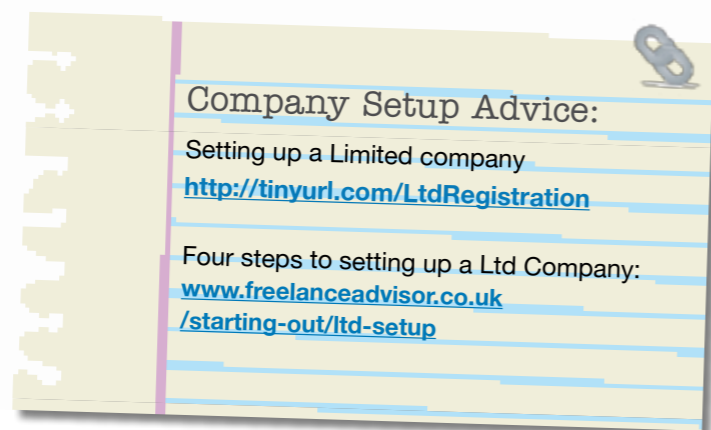 Company Setup Advice:
Setting up a Limited company
http://tinyurl.com/LtdRegistration
Four steps to setting up a Ltd Company:
www.freelanceadvisor.co.uk
/starting-out/ltd-setup